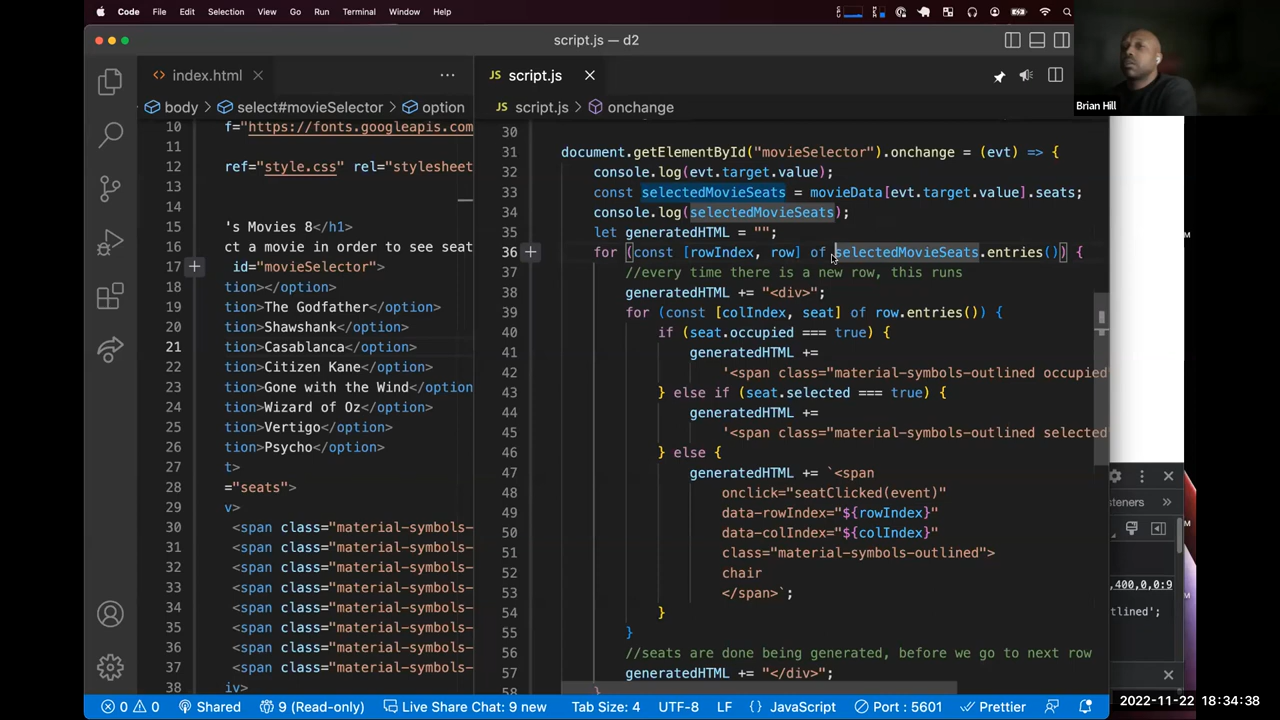 Code File Edit Selection View Go Run Terminal Window Help
script.js — d2
Brian Hill
index.html
JS script.js
body > select#movieSelector > option
JS script.js > onchange
10 f="https://fonts.googleapis.com
11
12 ref="style.css" rel="stylesheet
13
14
15 's Movies 8</h1>
16 ct a movie in order to see seat
17 id="movieSelector">
18 tion></option>
19 tion>The Godfather</option>
20 tion>Shawshank</option>
21 tion>Casablanca</option>
22 tion>Citizen Kane</option>
23 tion>Gone with the Wind</option
24 tion>Wizard of Oz</option>
25 tion>Vertigo</option>
26 tion>Psycho</option>
27 t>
28 ="seats">
29 v>
30 <span class="material-symbols-
31 <span class="material-symbols-
32 <span class="material-symbols-
33 <span class="material-symbols-
34 <span class="material-symbols-
35 <span class="material-symbols-
36 <span class="material-symbols-
37 <span class="material-symbols-
38 iv>
30
31 document.getElementById("movieSelector").onchange = (evt) => {
32 console.log(evt.target.value);
33 const selectedMovieSeats = movieData[evt.target.value].seats;
34 console.log(selectedMovieSeats);
35 let generatedHTML = "";
36 for (const [rowIndex, row] of selectedMovieSeats.entries()) {
37 //every time there is a new row, this runs
38 generatedHTML += "<div>";
39 for (const [colIndex, seat] of row.entries()) {
40 if (seat.occupied === true) {
41 generatedHTML +=
42 '<span class="material-symbols-outlined occupied
43 } else if (seat.selected === true) {
44 generatedHTML +=
45 '<span class="material-symbols-outlined selected
46 } else {
47 generatedHTML += `<span
48 onclick="seatClicked(event)"
49 data-rowIndex="${rowIndex}"
50 data-colIndex="${colIndex}"
51 class="material-symbols-outlined">
52 chair
53 </span>`;
54 }
55 }
56 //seats are done being generated, before we go to next row
57 generatedHTML += "</div>";
58 }
steners
,400,0,0:9
tlined';
0 0 Shared 9 (Read-only) Live Share Chat: 9 new Tab Size: 4 UTF-8 LF {} JavaScript Port : 5601 Prettier
2022-11-22 18:34:38